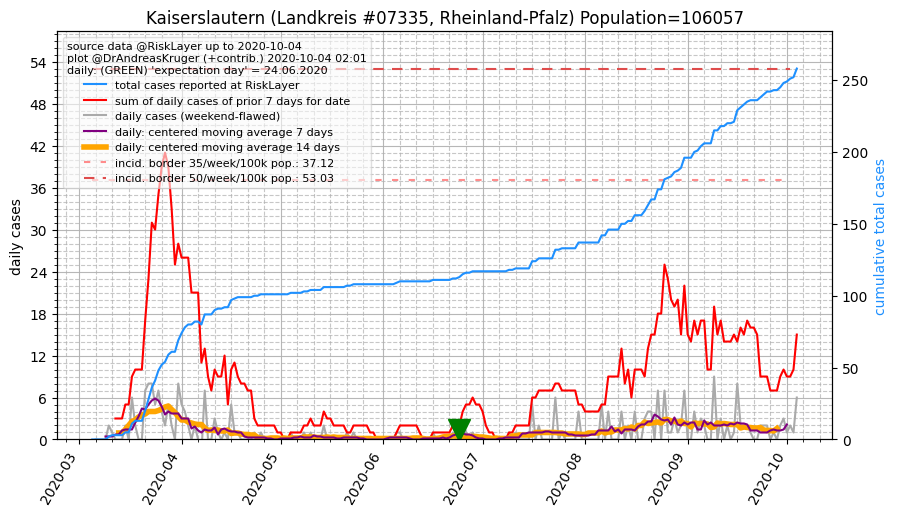 Kaiserslautern (Landkreis #07335, Rheinland-Pfalz) Population=106057
source data @RiskLayer up to 2020-10-04
plot @DrAndreasKruger (+contrib.) 2020-10-04 02:01
daily: (GREEN) 'expectation day' = 24.06.2020
total cases reported at RiskLayer
sum of daily cases of prior 7 days for date
daily cases (weekend-flawed)
daily: centered moving average 7 days
daily: centered moving average 14 days
incid. border 35/week/100k pop.: 37.12
incid. border 50/week/100k pop.: 53.03
daily cases
54
48
42
36
30
24
18
12
6
0
cumulative total cases
250
200
150
100
50
0
2020-03
2020-04
2020-05
2020-06
2020-07
2020-08
2020-09
2020-10